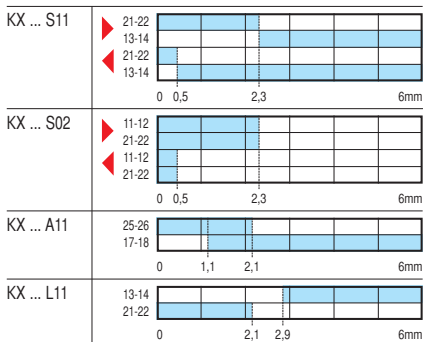 KX ... S11
21-22
13-14
21-22
13-14
0 0,5 2,3 6mm
KX ... S02
11-12
21-22
11-12
21-22
0 0,5 2,3 6mm
KX ... A11
25-26
17-18
0 1,1 2,1 6mm
KX ... L11
13-14
21-22
0 2,1 2,9 6mm